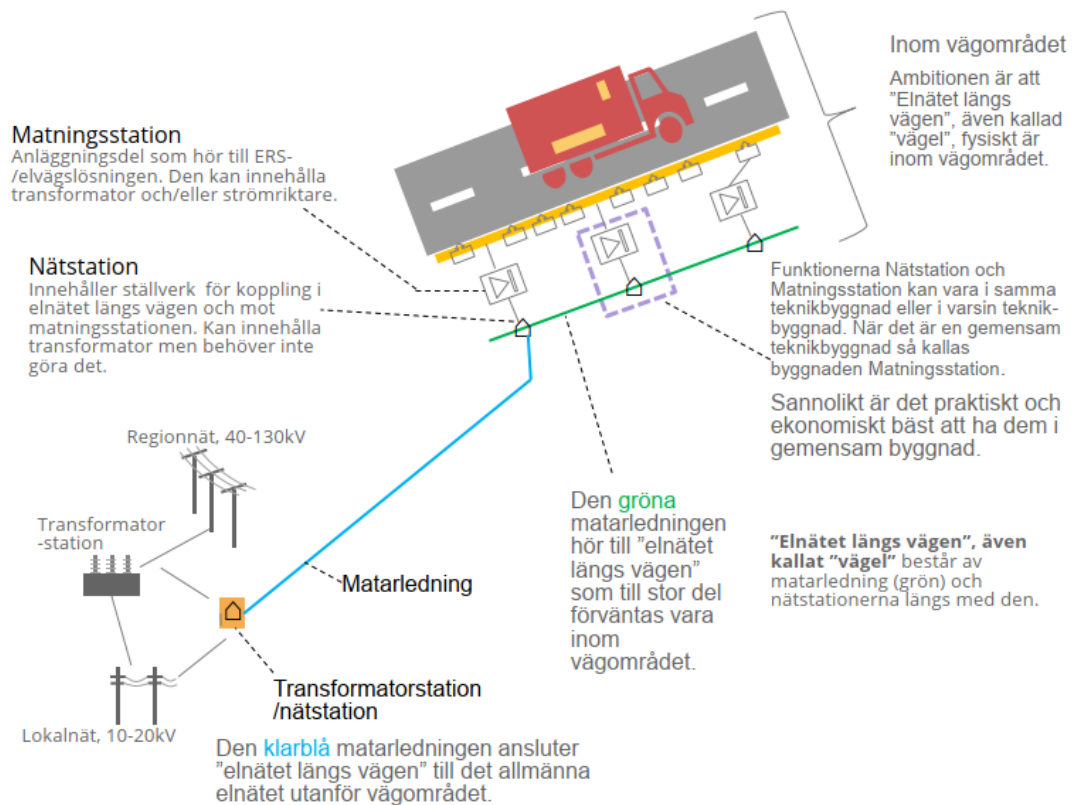 Inom vägområdet
Ambitionen är att
”Elnätet längs
vägen”, även kallad
”vägel”, fysiskt är
inom vägområdet.
Matningsstation
Anläggningsdel som hör till ERS-
/elvägslösningen. Den kan innehålla
transformator och/eller strömriktare.
Nätstation
Innehåller ställverk för koppling i
elnätet längs vägen och mot
matningsstationen. Kan innehålla
transformator men behöver inte
göra det.
Funktionerna Nätstation och
Matningsstation kan vara i samma
teknikbyggnad eller i varsin teknik-
byggnad. När det är en gemensam
teknikbyggnad så kallas
byggnaden Matningsstation.
Sannolikt är det praktiskt och
ekonomiskt bäst att ha dem i
gemensam byggnad.
Regionnät, 40-130kV
Transformator
-station
Matarledning
Den gröna
matarledningen
hör till ”elnätet
längs vägen”
som till stor del
förväntas vara
inom
vägområdet.
”Elnätet längs vägen”, även
kallat ”vägel” består av
matarledning (grön) och
nätstationerna längs med den.
Transformatorstation
/nätstation
Lokalnät, 10-20kV
Den klarblå matarledningen ansluter
”elnätet längs vägen” till det allmänna
elnätet utanför vägområdet.